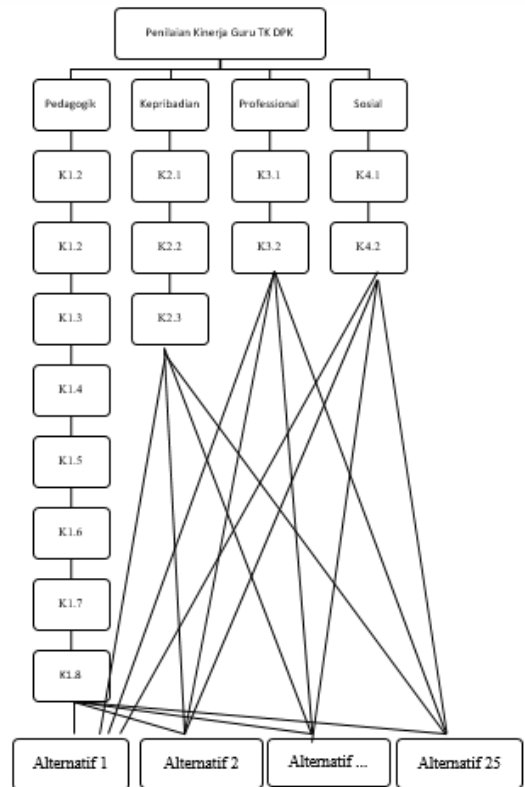 Penilaian Kinerja Guru TK DPK
Pedagogik
Kepribadian
Professional
Sosial
K1.2
K2.1
K3.1
K4.1
K1.2
K2.2
K3.2
K4.2
K1.3
K2.3
K1.4
K1.5
K1.6
K1.7
K1.8
Alternatif 1
Alternatif 2
Alternatif ...
Alternatif 25